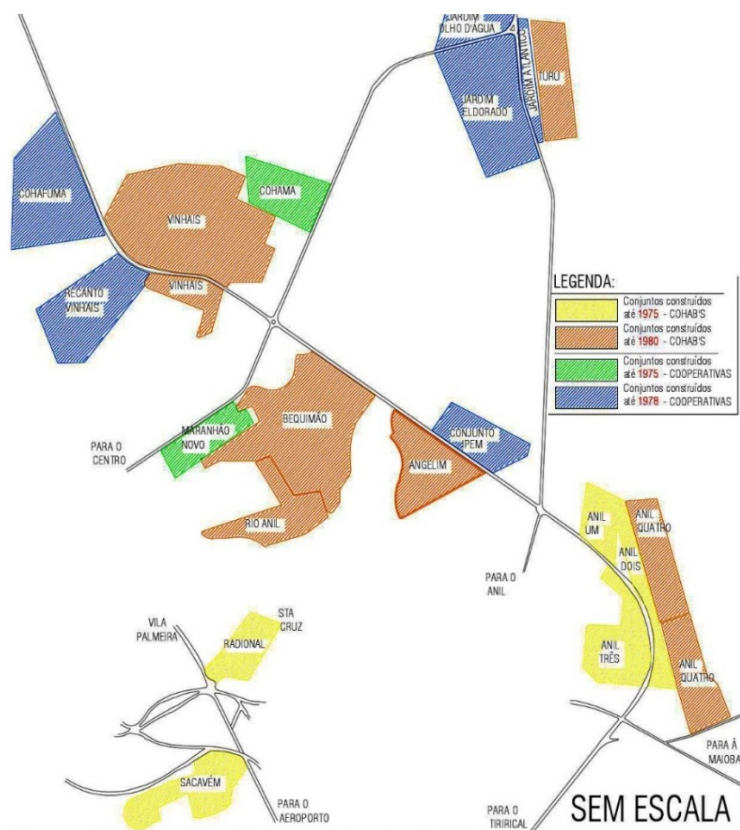 JARDIM
OLHO D'ÁGUA
JARDIM ATLÂNTICO
TURU
JARDIM
ELDORADO
COHAFUMA
COHAMA
VINHAIS
VINHAIS
RECANTO
VINHAIS
LEGENDA:
Conjuntos construídos
até 1975 - COHAB'S
Conjuntos construídos
até 1980 - COHAB'S
Conjuntos construídos
até 1975 - COOPERATIVAS
Conjuntos construídos
até 1978 - COOPERATIVAS
MARANHÃO
NOVO
BEQUIMÃO
PARA O
CENTRO
ANGELIM
CONJUNTO
IPEM
RIO ANIL
ANIL
UM
ANIL
QUATRO
ANIL
DOIS
PARA O
ANIL
VILA
PALMEIRA
STA
CRUZ
RADIONAL
ANIL
TRÊS
ANIL
QUATRO
PARA À
MAIOBA
SACAVÉM
PARA O
AEROPORTO
PARA O
TIRIRICAL
SEM ESCALA